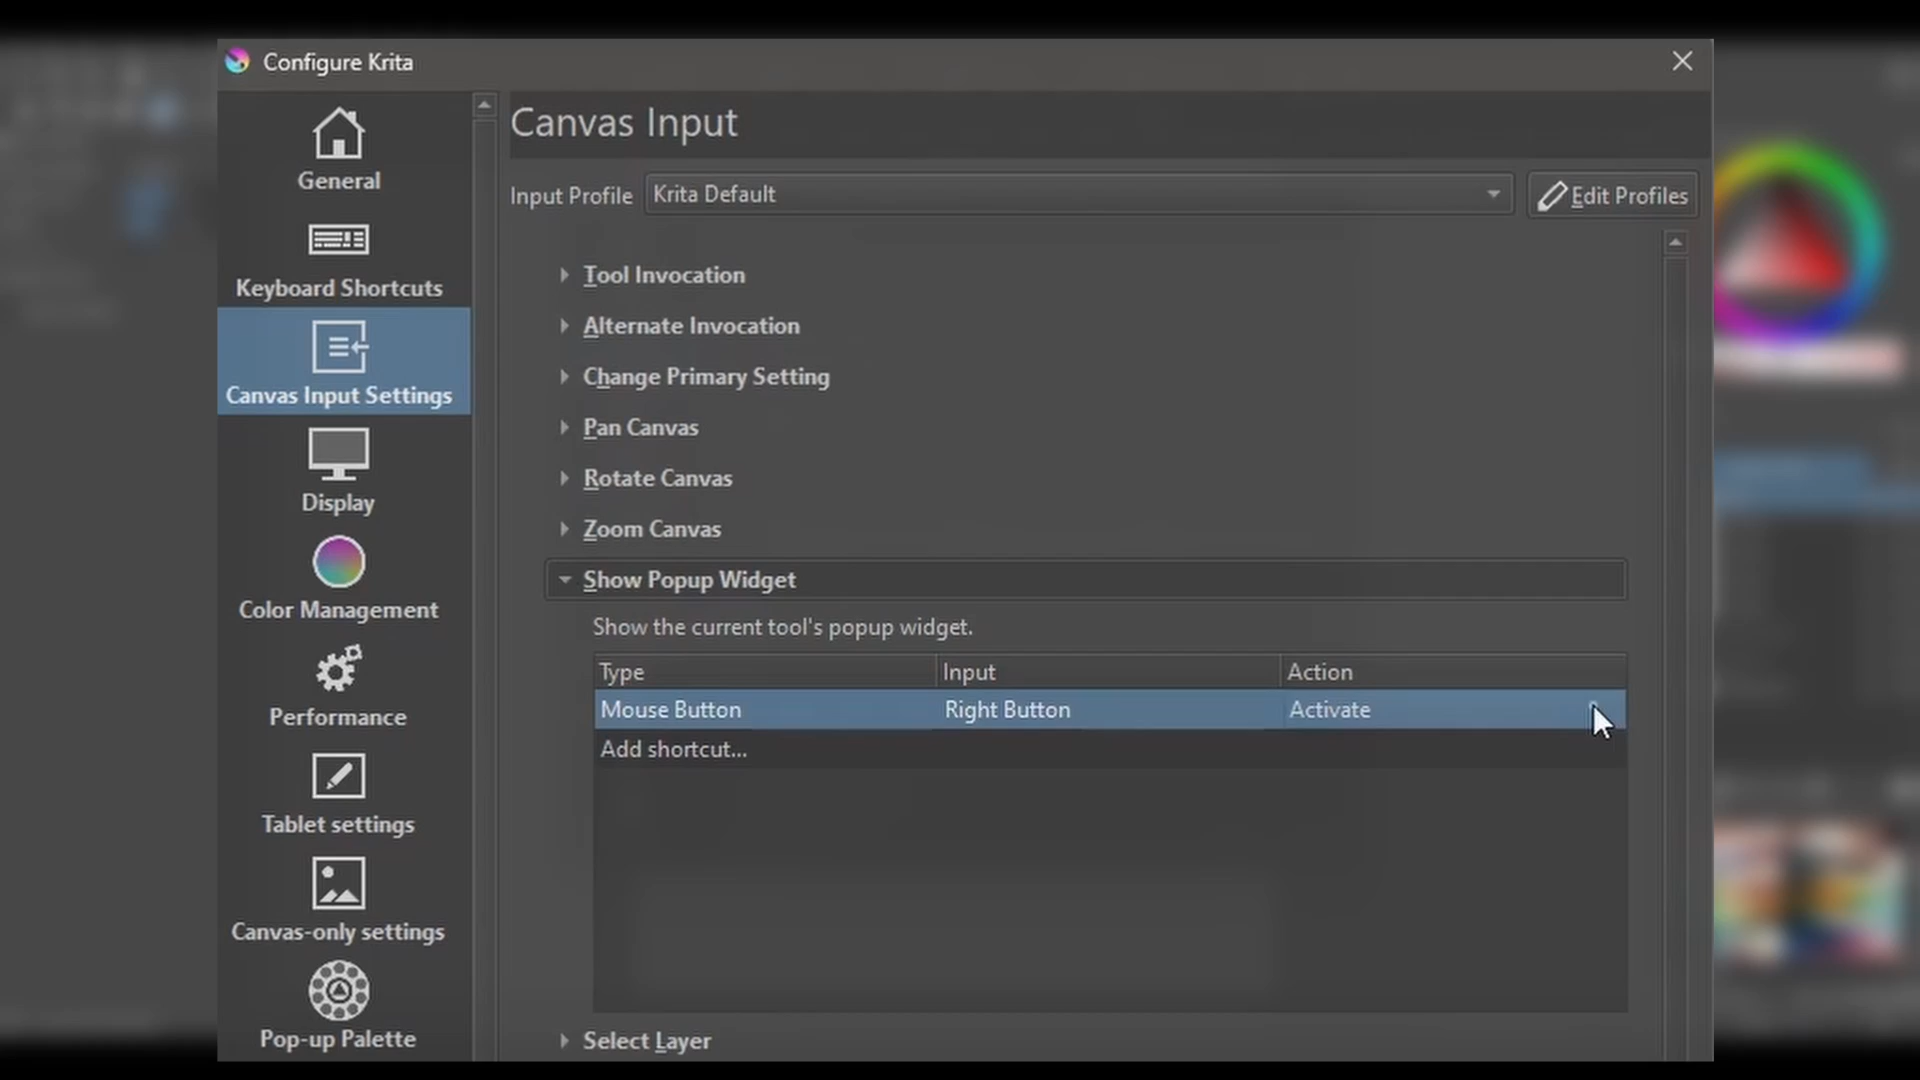 Configure Krita
General
Keyboard Shortcuts
Canvas Input Settings
Display
Color Management
Performance
Tablet settings
Canvas-only settings
Pop-up Palette
Canvas Input
Input Profile Krita Default Edit Profiles
Tool Invocation
Alternate Invocation
Change Primary Setting
Pan Canvas
Rotate Canvas
Zoom Canvas
Show Popup Widget
Show the current tool's popup widget.
Type Input Action
Mouse Button Right Button Activate
Add shortcut...
Select Layer